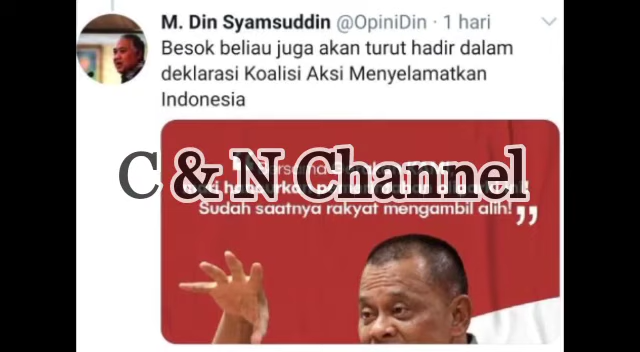 M. Din Syamsuddin @OpiniDin · 1 hari
Besok beliau juga akan turut hadir dalam
deklarasi Koalisi Aksi Menyelamatkan
Indonesia
C & N Channel
Sudah saatnya rakyat mengambil alih!”